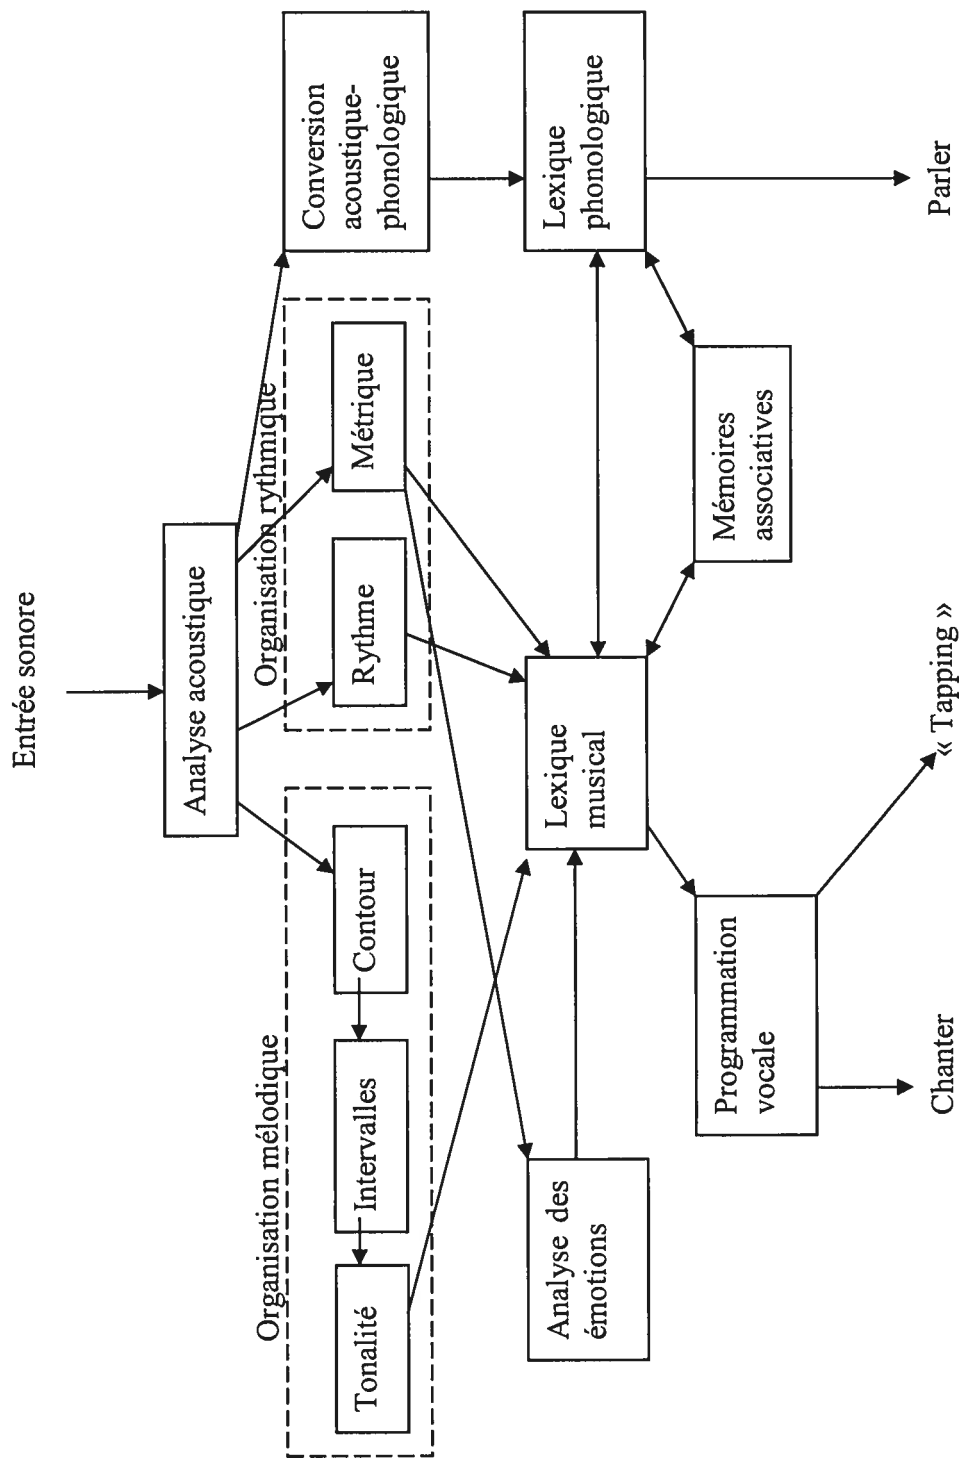 Entrée sonore
Analyse acoustique
Organisation mélodique
Organisation rythmique
Tonalité
Intervalles
Contour
Rythme
Métrique
Conversion
acoustique-
phonologique
Analyse des
émotions
Lexique
musical
Lexique
phonologique
Programmation
vocale
Mémoires
associatives
Chanter
« Tapping »
Parler